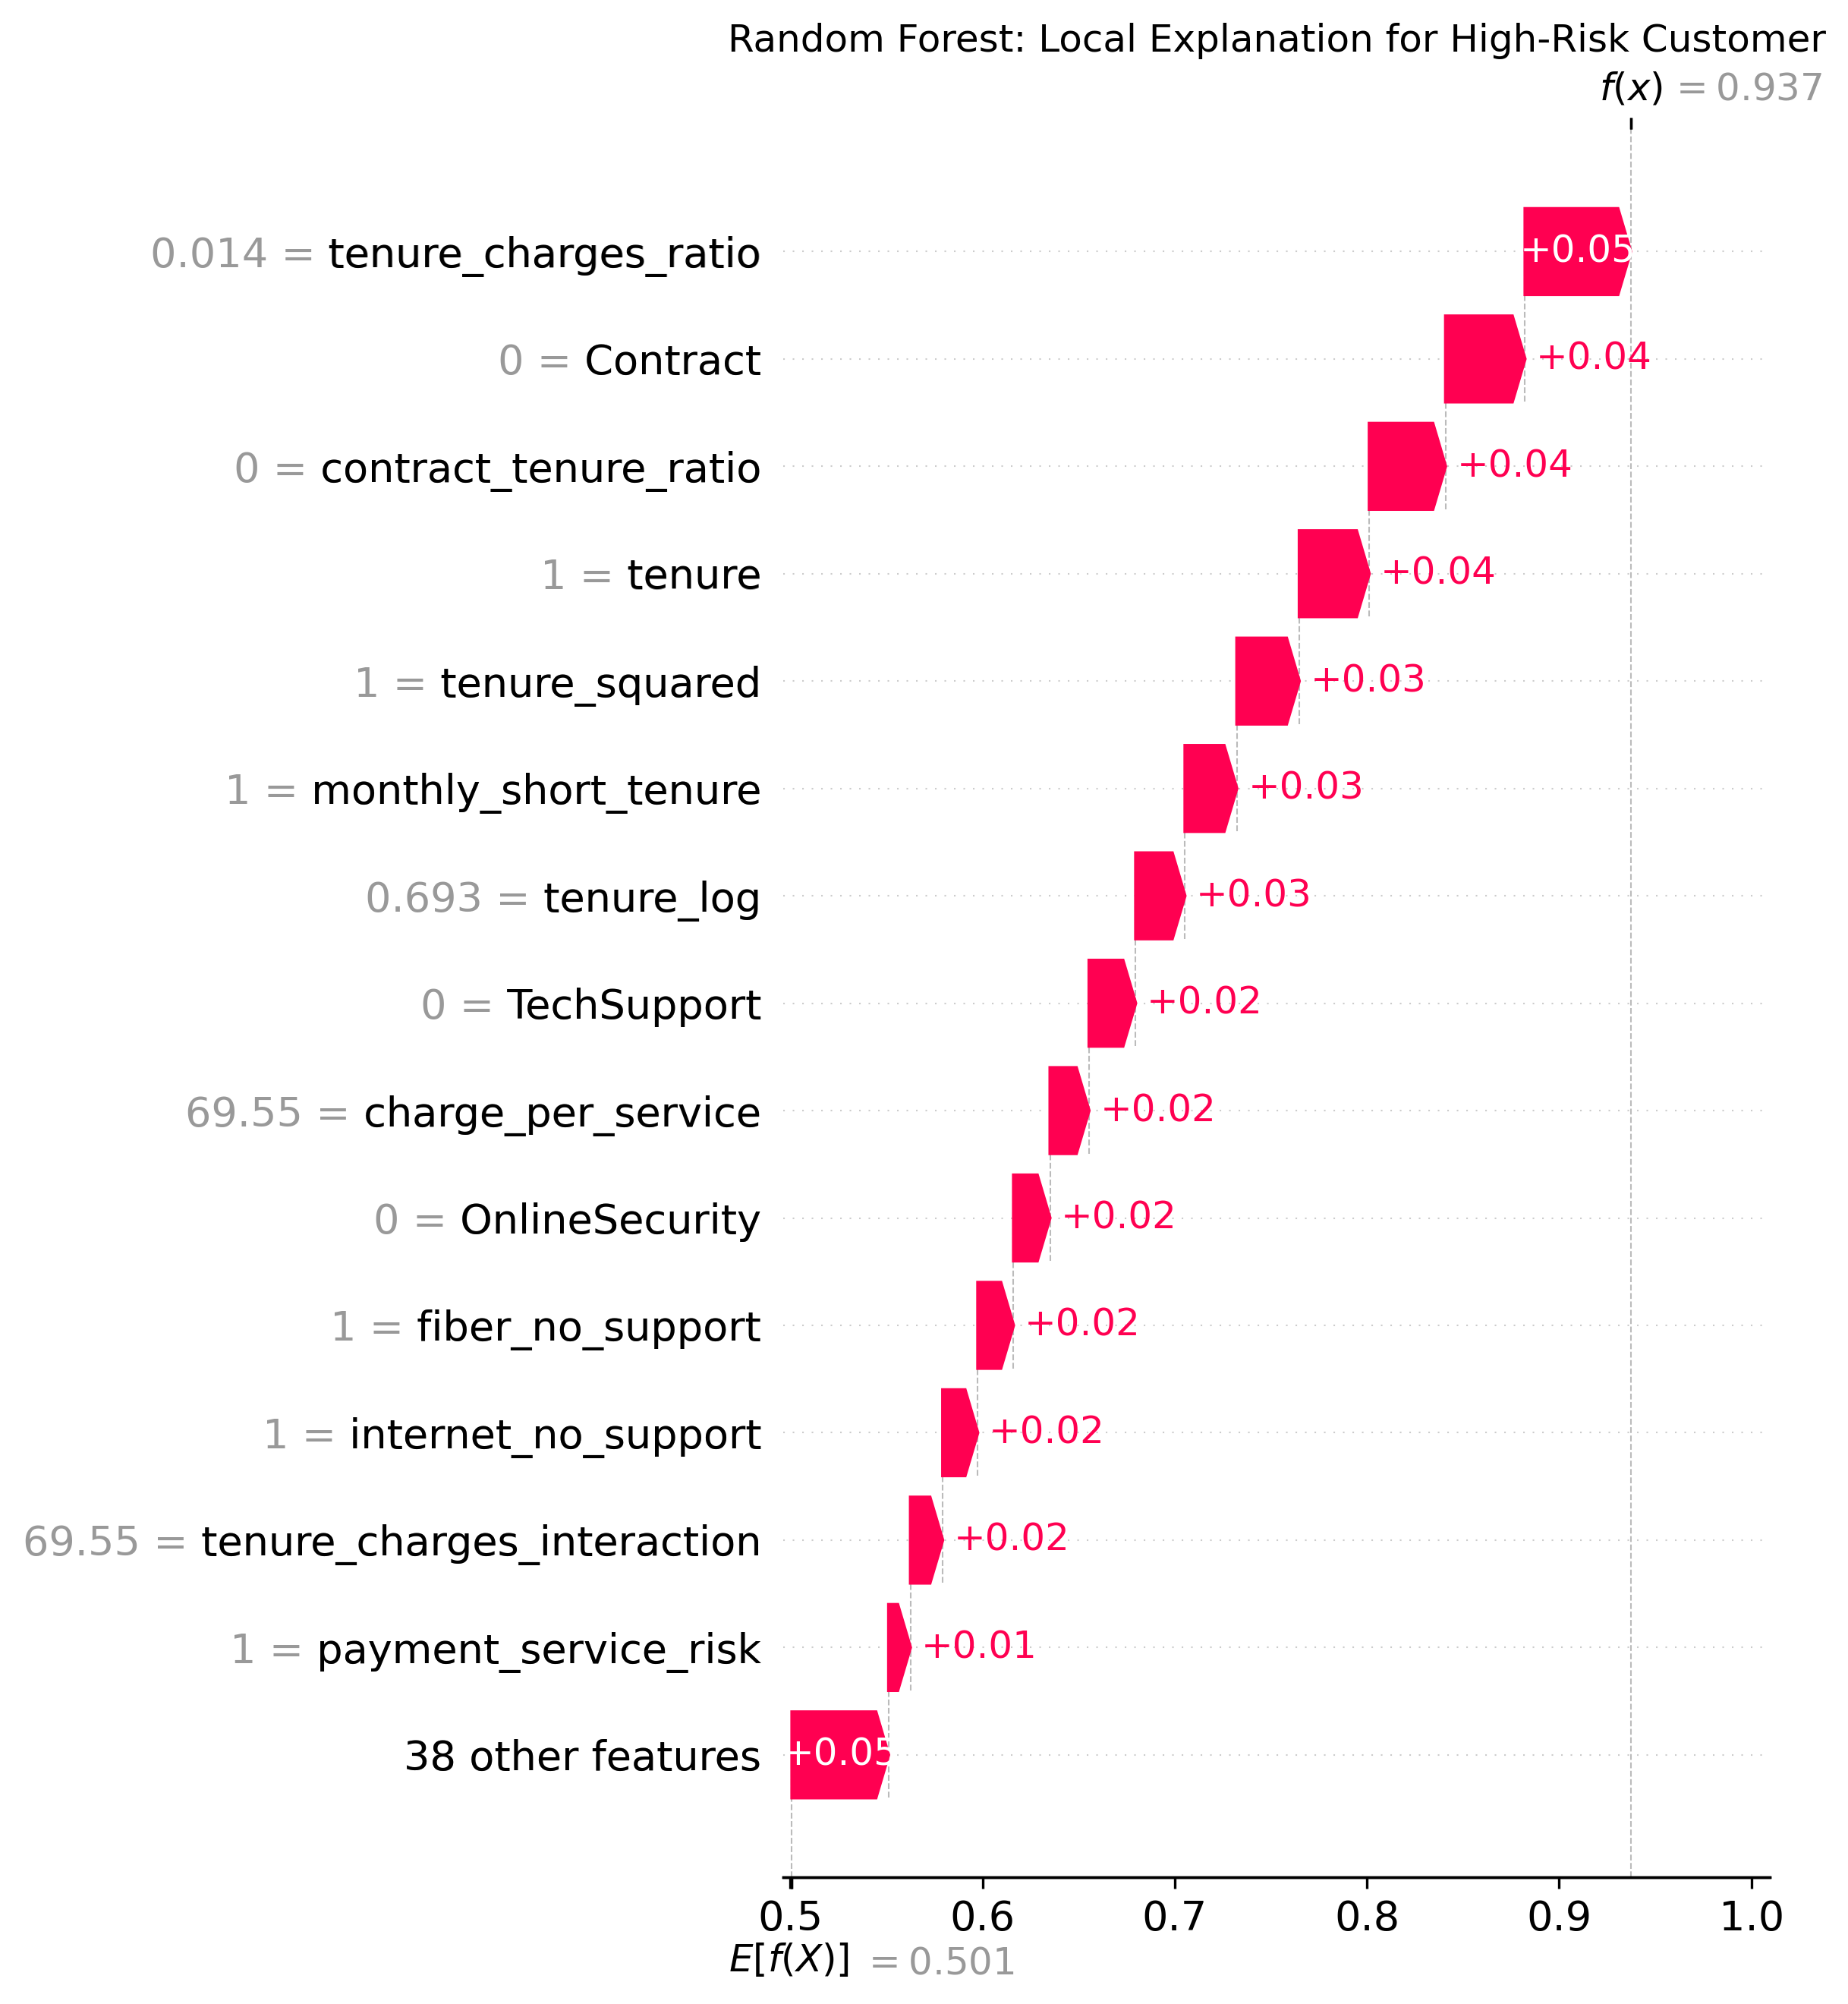 Random Forest: Local Explanation for High-Risk Customer
f(x) = 0.937
0.014 = tenure_charges_ratio +0.05
0 = Contract +0.04
0 = contract_tenure_ratio +0.04
1 = tenure +0.04
1 = tenure_squared +0.03
1 = monthly_short_tenure +0.03
0.693 = tenure_log +0.03
0 = TechSupport +0.02
69.55 = charge_per_service +0.02
0 = OnlineSecurity +0.02
1 = fiber_no_support +0.02
1 = internet_no_support +0.02
69.55 = tenure_charges_interaction +0.02
1 = payment_service_risk +0.01
38 other features +0.05
0.5 0.6 0.7 0.8 0.9 1.0
E[f(X)] = 0.501